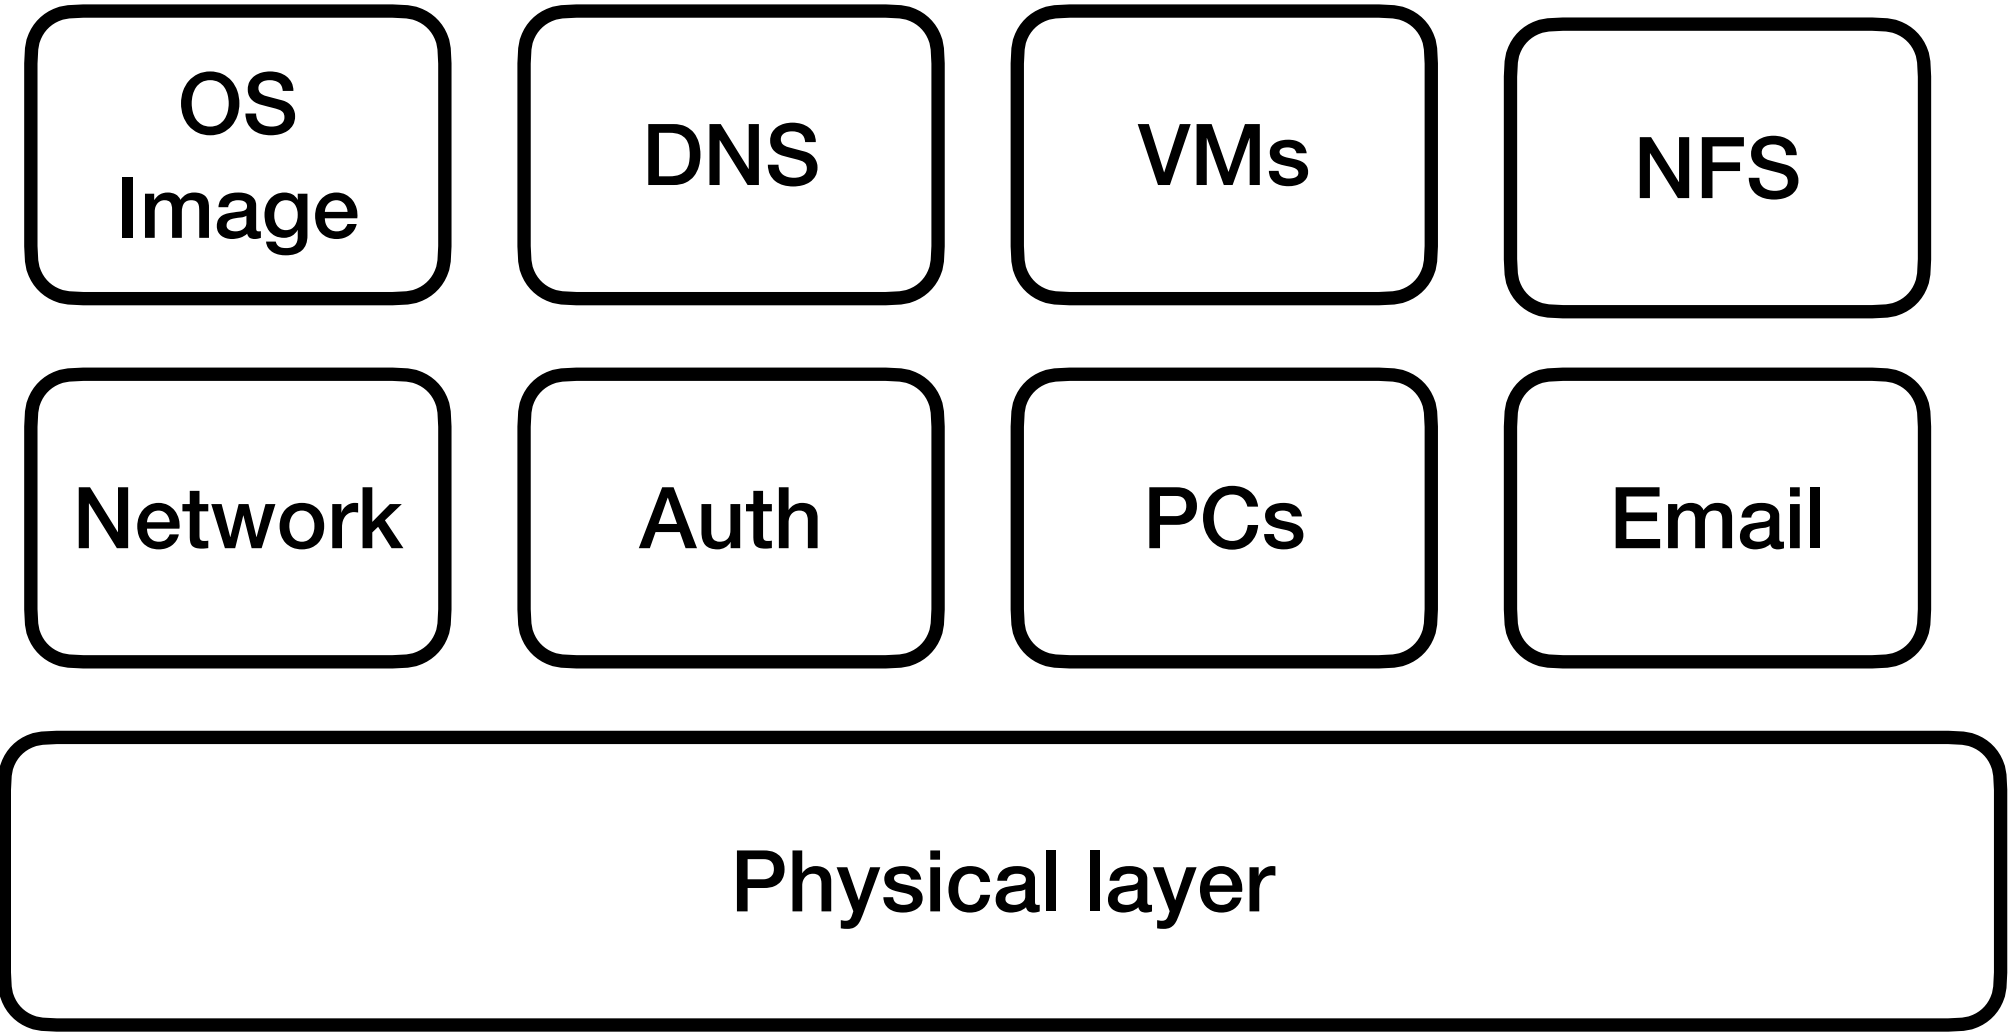 OS
Image
DNS
VMs
NFS
Network
Auth
PCs
Email
Physical layer